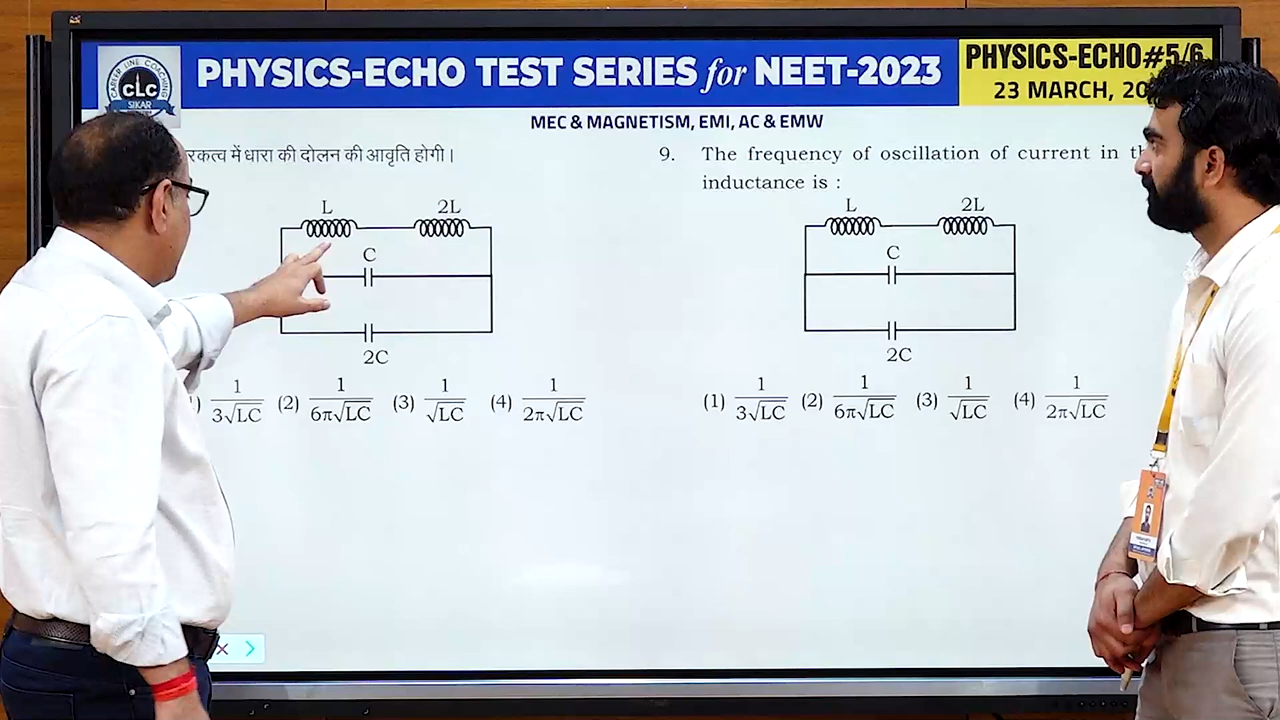 PHYSICS-ECHO TEST SERIES for NEET-2023
PHYSICS-ECHO#5/6
23 MARCH, 20
CAREER LINE COACHING
CLC
SIKAR
MEC & MAGNETISM, EMI, AC & EMW
में धारा की दोलन की आवृति होगी।
L 2L
C
2C
1/3√LC (2) 1/6π√LC (3) 1/√LC (4) 1/2π√LC
9. The frequency of oscillation of current in
inductance is :
L 2L
C
2C
(1) 1/3√LC (2) 1/6π√LC (3) 1/√LC (4) 1/2π√LC